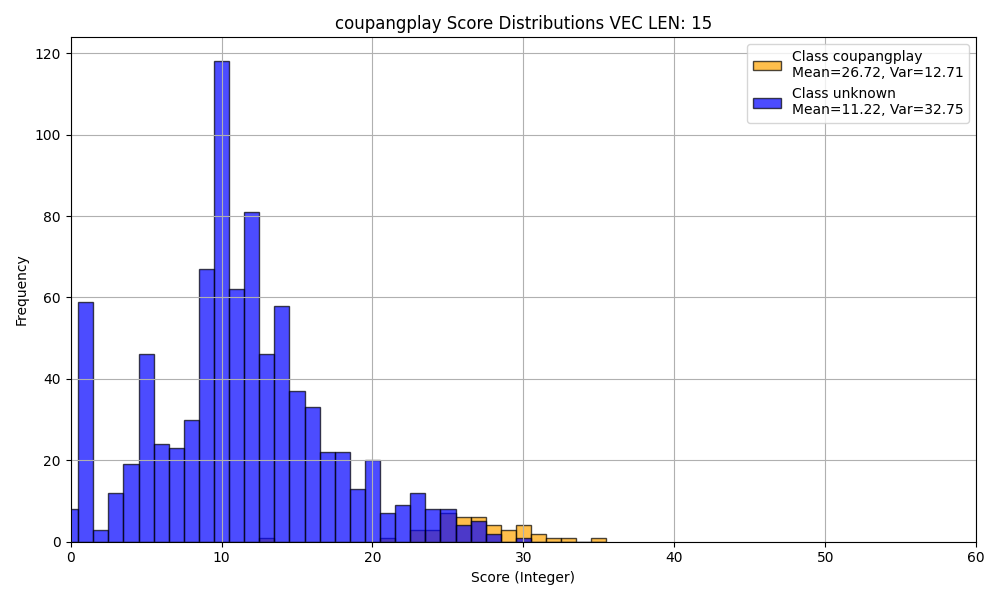 coupangplay Score Distributions VEC LEN: 15
Class coupangplay
Mean=26.72, Var=12.71
Class unknown
Mean=11.22, Var=32.75
Frequency
120
100
80
60
40
20
0
0 10 20 30 40 50 60
Score (Integer)